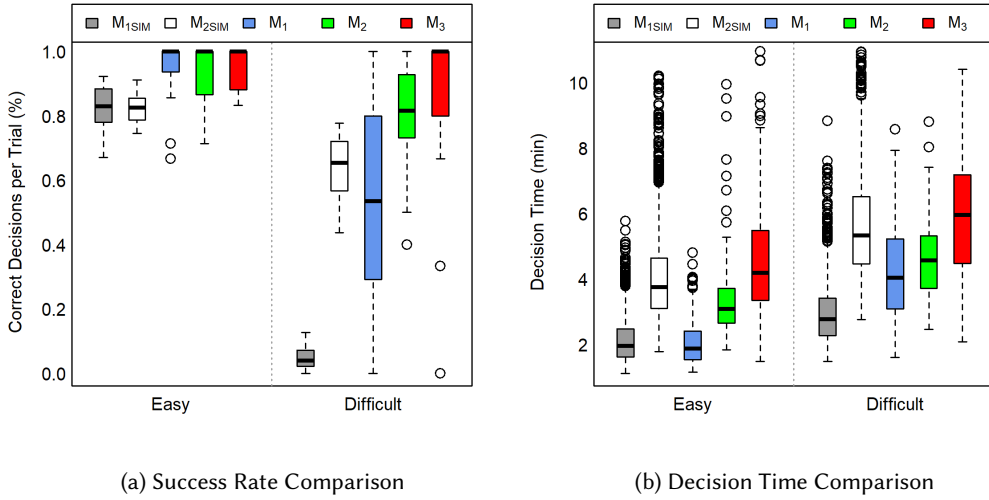 M1SIM M2SIM M1 M2 M3
Correct Decisions per Trial (%)
1.0
0.8
0.6
0.4
0.2
0.0
Easy Difficult
(a) Success Rate Comparison
M1SIM M2SIM M1 M2 M3
Decision Time (min)
10
8
6
4
2
Easy Difficult
(b) Decision Time Comparison